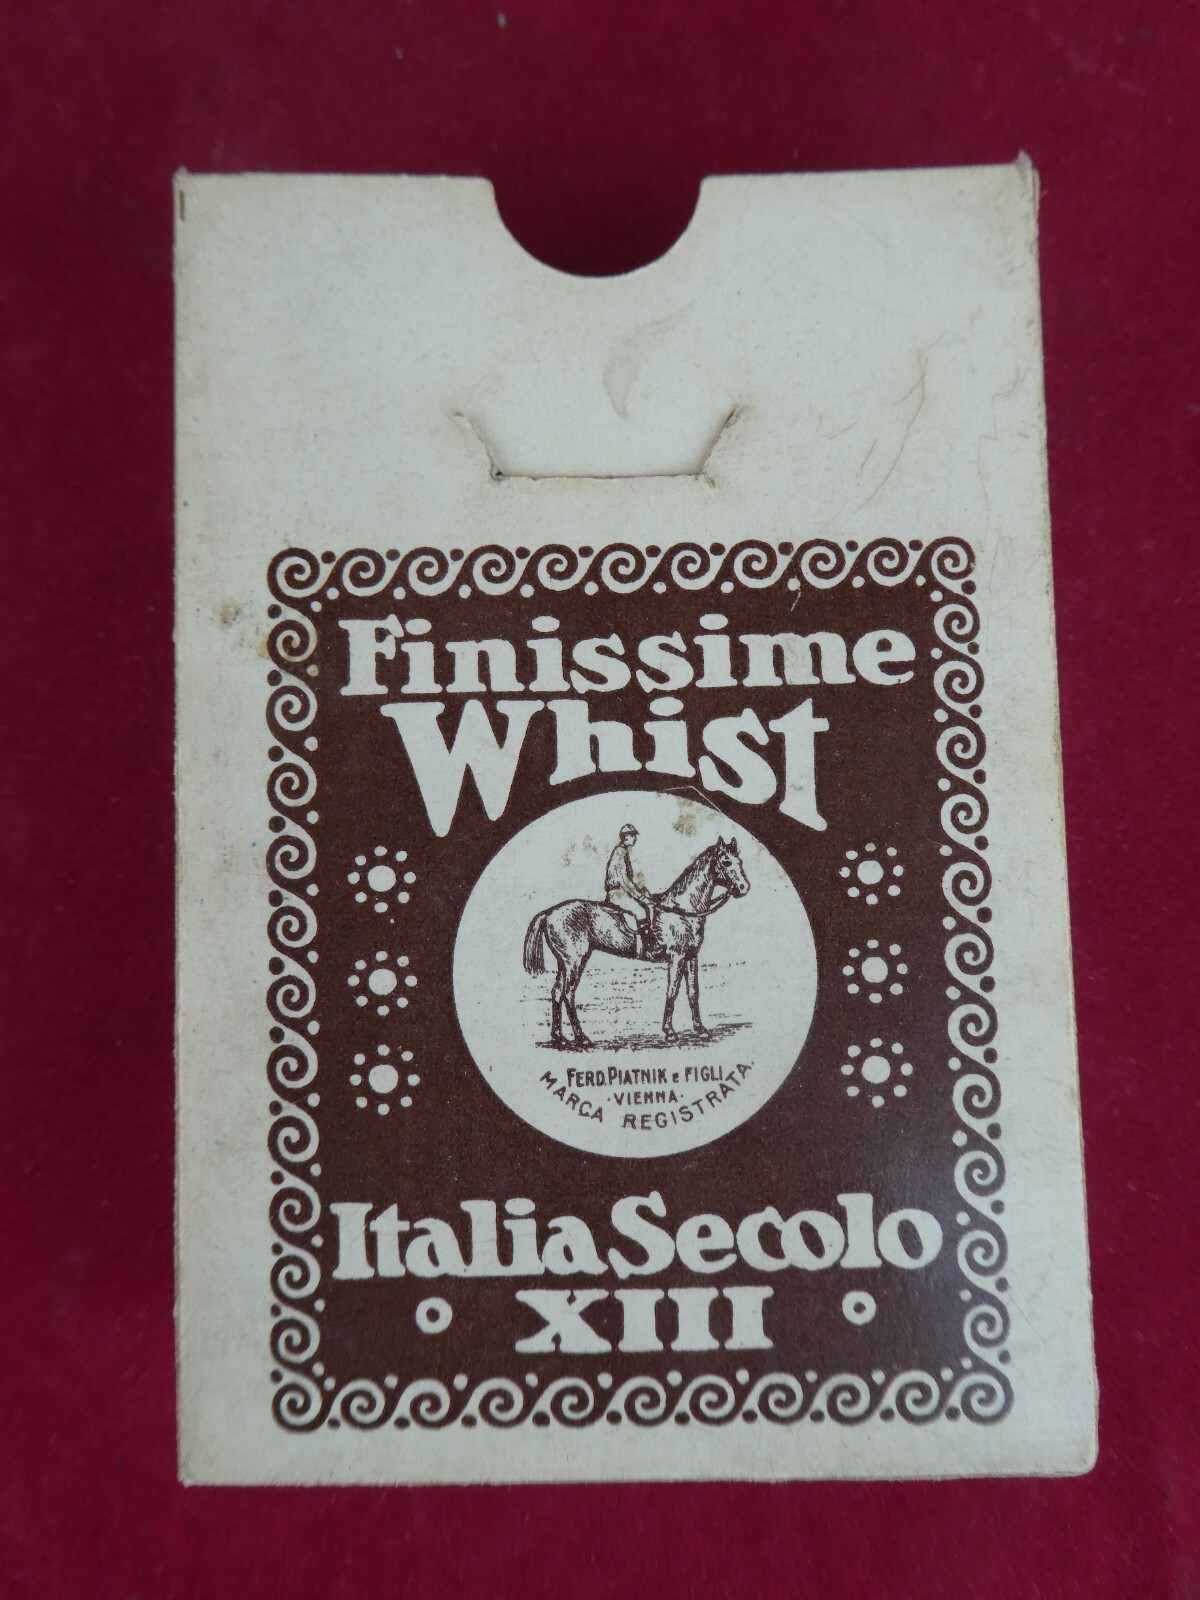 Finissime
Whist
FERD. PIATNIK E FIGLI
·VIENNA·
MARCA REGISTRATA.
Italia Secolo
XIII